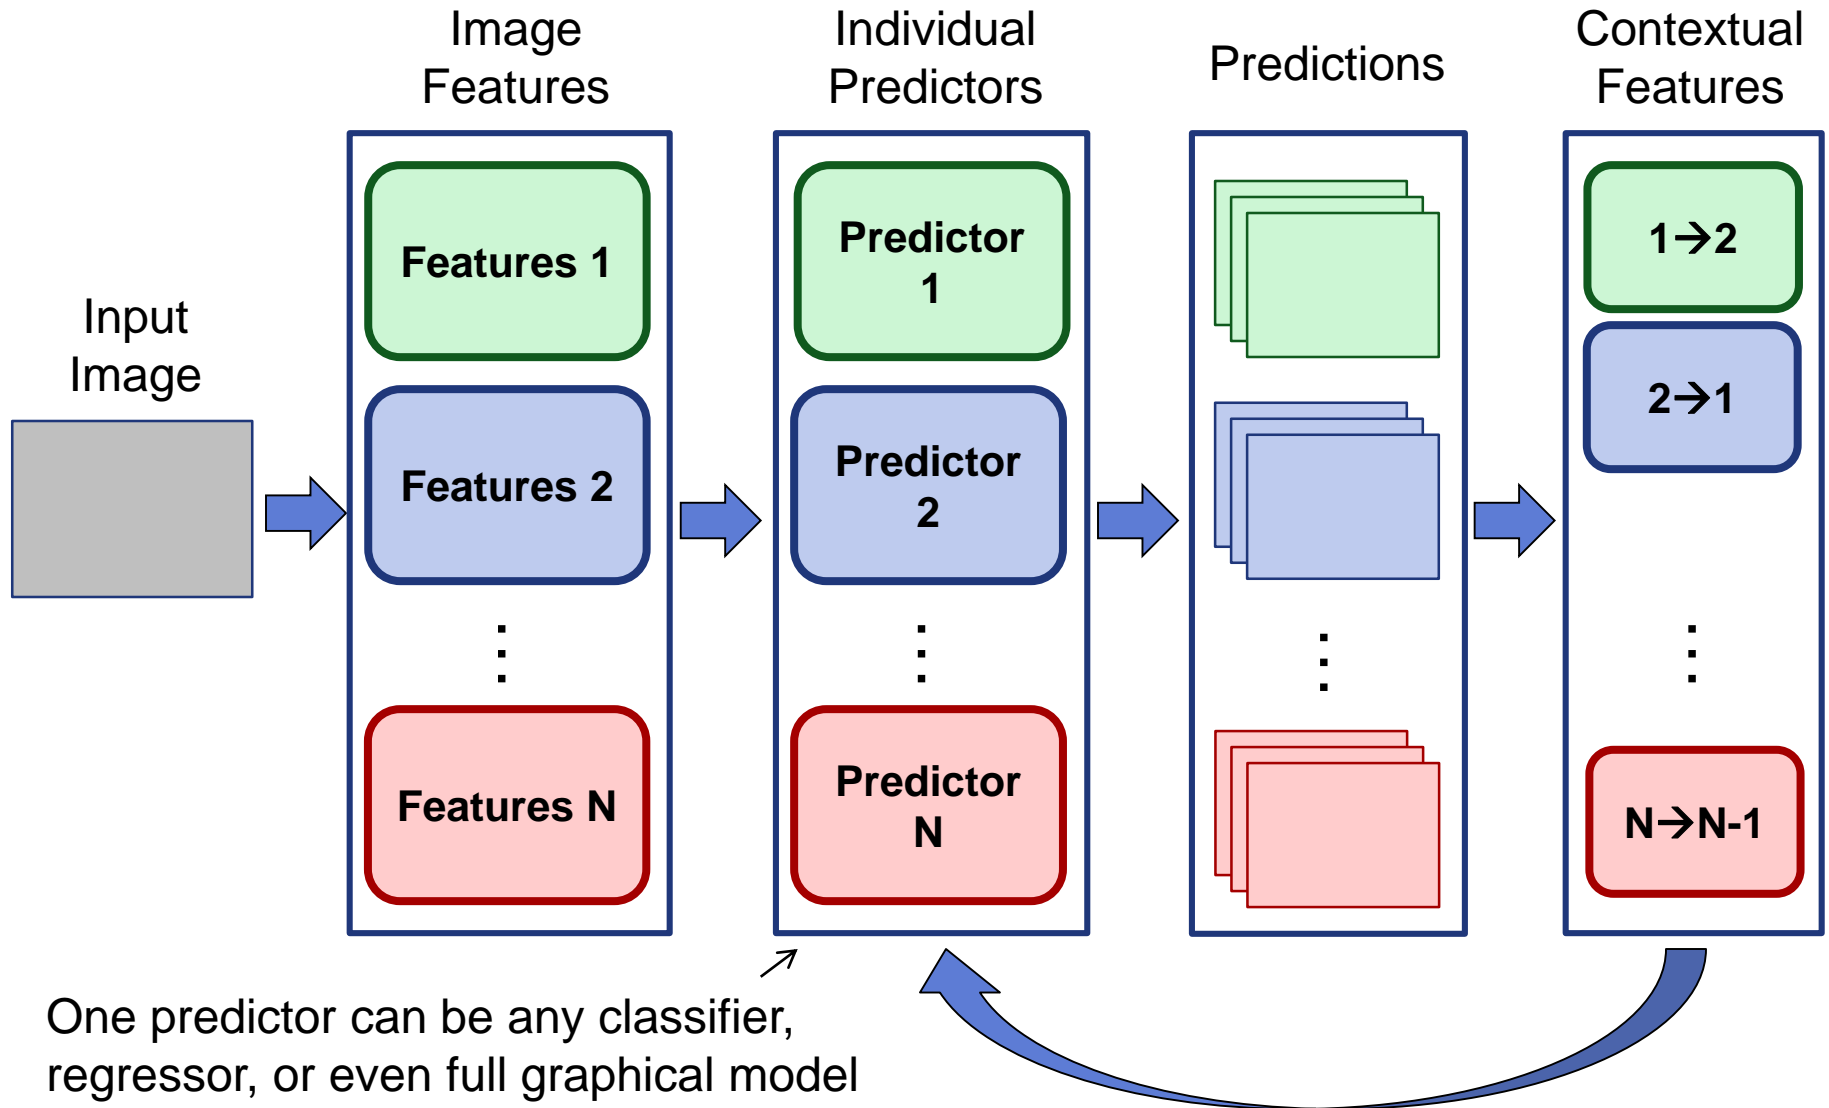 Image
Features
Individual
Predictors
Predictions
Contextual
Features
Input
Image
Features 1
Features 2
⋮
Features N
Predictor
1
Predictor
2
⋮
Predictor
N
⋮
1→2
2→1
⋮
N→N-1
One predictor can be any classifier,
regressor, or even full graphical model